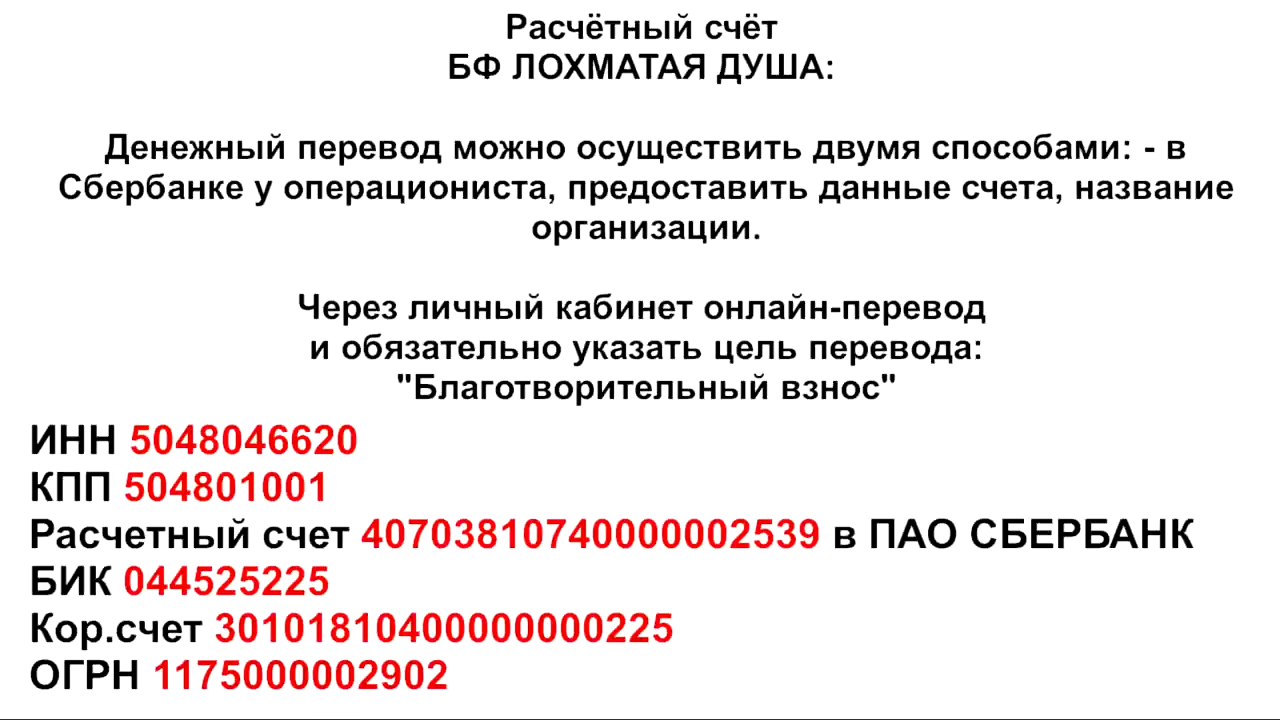 Расчётный счёт
БФ ЛОХМАТАЯ ДУША:
Денежный перевод можно осуществить двумя способами: - в
Сбербанке у операциониста, предоставить данные счета, название
организации.
Через личный кабинет онлайн-перевод
и обязательно указать цель перевода:
"Благотворительный взнос"
ИНН 5048046620
КПП 504801001
Расчетный счет 40703810740000002539 в ПАО СБЕРБАНК
БИК 044525225
Кор.счет 30101810400000000225
ОГРН 1175000002902